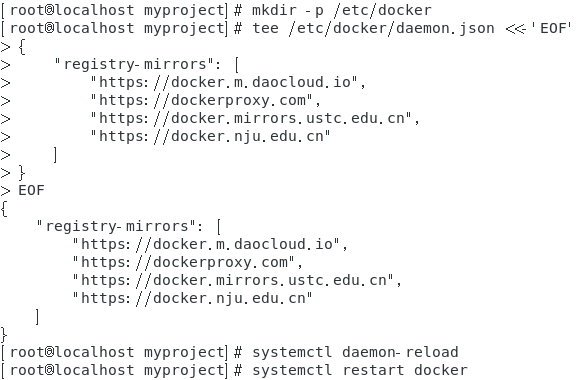 [root@localhost myproject]# mkdir -p /etc/docker
[root@localhost myproject]# tee /etc/docker/daemon.json <<-'EOF'
> {
>     "registry-mirrors": [
>         "https://docker.m.daocloud.io",
>         "https://dockerproxy.com",
>         "https://docker.mirrors.ustc.edu.cn",
>         "https://docker.nju.edu.cn"
>     ]
> }
> EOF
{
    "registry-mirrors": [
        "https://docker.m.daocloud.io",
        "https://dockerproxy.com",
        "https://docker.mirrors.ustc.edu.cn",
        "https://docker.nju.edu.cn"
    ]
}
[root@localhost myproject]# systemctl daemon-reload
[root@localhost myproject]# systemctl restart docker